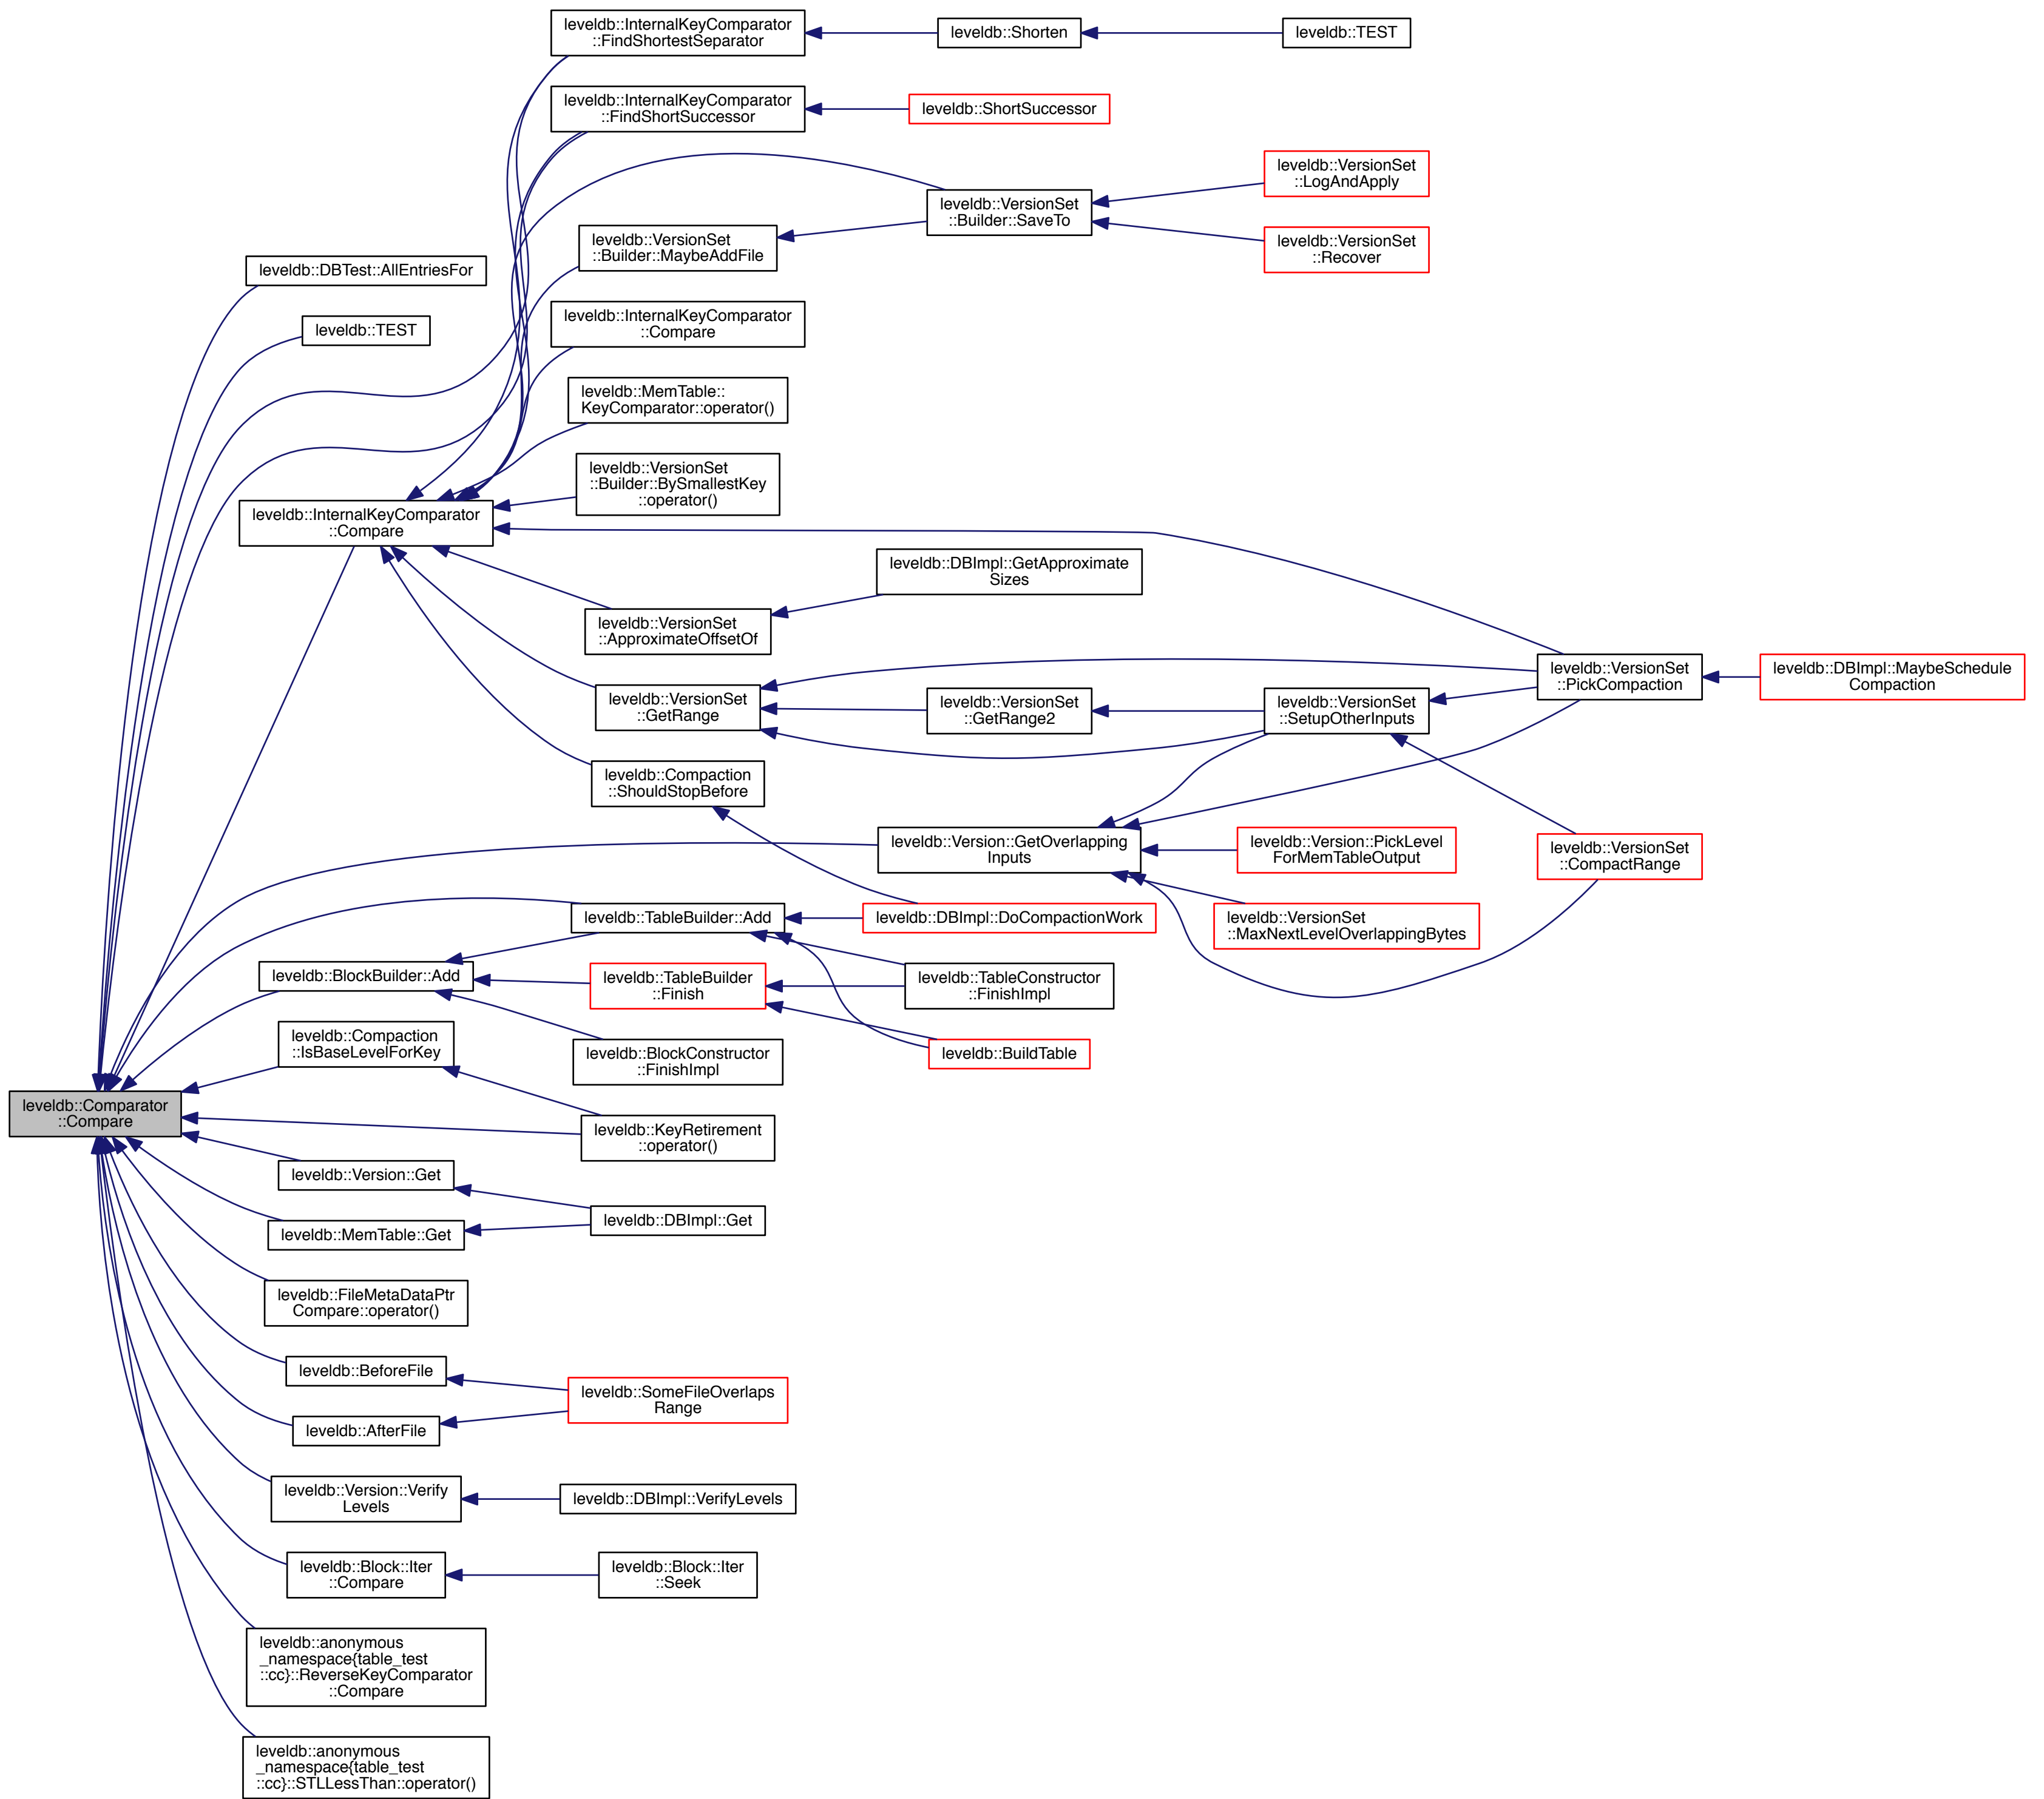 leveldb::InternalKeyComparator
::FindShortestSeparator
leveldb::Shorten
leveldb::TEST
leveldb::InternalKeyComparator
::FindShortSuccessor
leveldb::ShortSuccessor
leveldb::VersionSet
::LogAndApply
leveldb::VersionSet
::Builder::SaveTo
leveldb::VersionSet
::Builder::MaybeAddFile
leveldb::VersionSet
::Recover
leveldb::DBTest::AllEntriesFor
leveldb::TEST
leveldb::InternalKeyComparator
::Compare
leveldb::MemTable::
KeyComparator::operator()
leveldb::VersionSet
::Builder::BySmallestKey
::operator()
leveldb::InternalKeyComparator
::Compare
leveldb::DBImpl::GetApproximate
Sizes
leveldb::VersionSet
::ApproximateOffsetOf
leveldb::VersionSet
::GetRange
leveldb::VersionSet
::GetRange2
leveldb::VersionSet
::SetupOtherInputs
leveldb::VersionSet
::PickCompaction
leveldb::DBImpl::MaybeSchedule
Compaction
leveldb::Compaction
::ShouldStopBefore
leveldb::Version::GetOverlapping
Inputs
leveldb::Version::PickLevel
ForMemTableOutput
leveldb::VersionSet
::CompactRange
leveldb::TableBuilder::Add
leveldb::DBImpl::DoCompactionWork
leveldb::VersionSet
::MaxNextLevelOverlappingBytes
leveldb::BlockBuilder::Add
leveldb::TableBuilder
::Finish
leveldb::TableConstructor
::FinishImpl
leveldb::Compaction
::IsBaseLevelForKey
leveldb::BlockConstructor
::FinishImpl
leveldb::BuildTable
leveldb::Comparator
::Compare
leveldb::KeyRetirement
::operator()
leveldb::Version::Get
leveldb::DBImpl::Get
leveldb::MemTable::Get
leveldb::FileMetaDataPtr
Compare::operator()
leveldb::BeforeFile
leveldb::SomeFileOverlaps
Range
leveldb::AfterFile
leveldb::Version::Verify
Levels
leveldb::DBImpl::VerifyLevels
leveldb::Block::Iter
::Compare
leveldb::Block::Iter
::Seek
leveldb::anonymous
_namespace{table_test
::cc}::ReverseKeyComparator
::Compare
leveldb::anonymous
_namespace{table_test
::cc}::STLLessThan::operator()